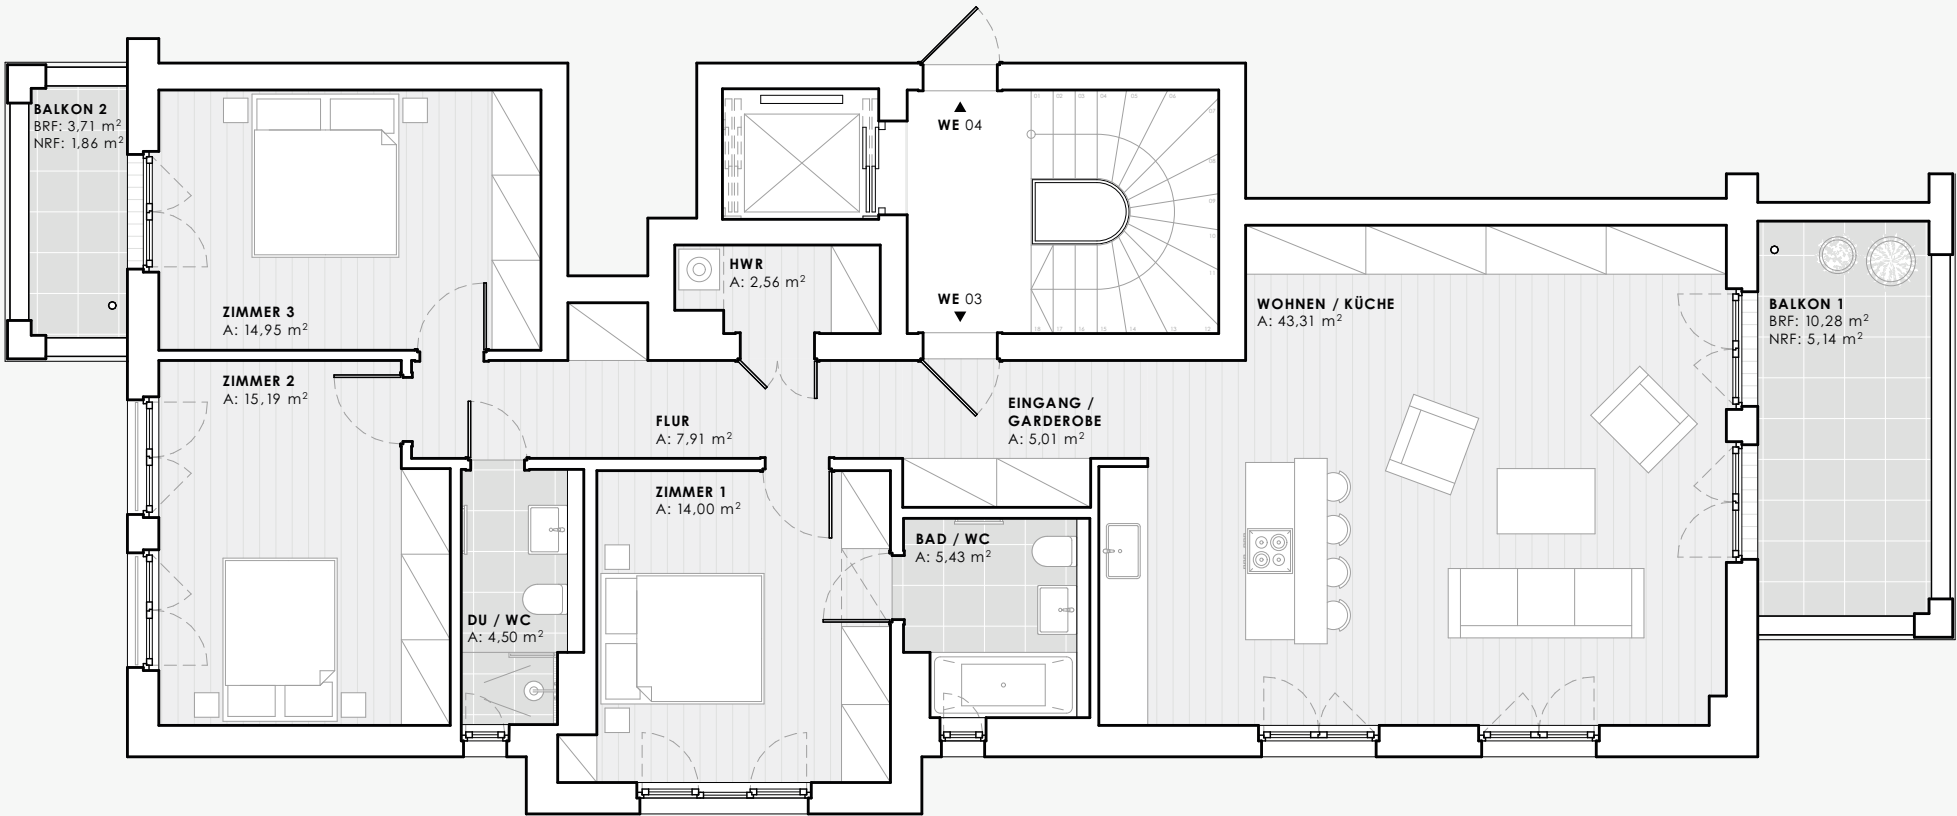 BALKON 2
BRF: 3,71 m²
NRF: 1,86 m²
WE 04
HWR
A: 2,56 m²
WE 03
ZIMMER 3
A: 14,95 m²
WOHNEN / KÜCHE
A: 43,31 m²
BALKON 1
BRF: 10,28 m²
NRF: 5,14 m²
ZIMMER 2
A: 15,19 m²
FLUR
A: 7,91 m²
EINGANG /
GARDEROBE
A: 5,01 m²
ZIMMER 1
A: 14,00 m²
BAD / WC
A: 5,43 m²
DU / WC
A: 4,50 m²